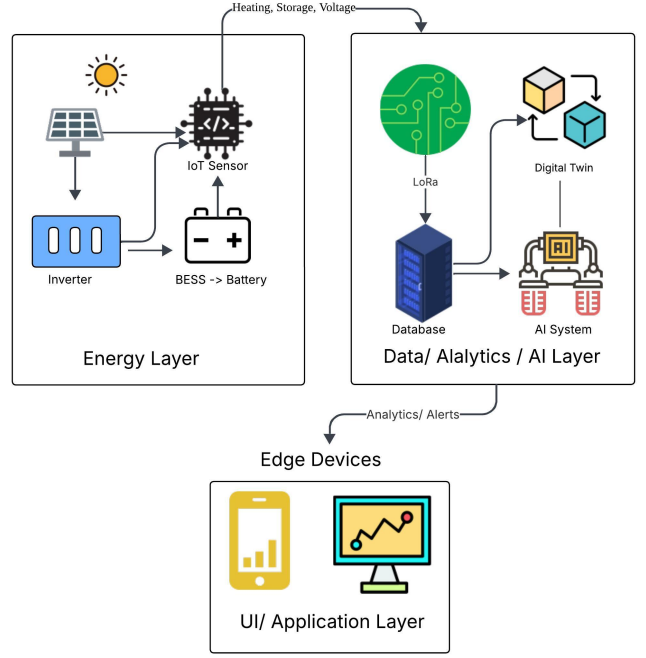 Heating, Storage, Voltage
</>
IoT Sensor
Inverter
BESS -> Battery
Energy Layer
LoRa
Digital Twin
AI
Database
AI System
Data/ Alalytics / AI Layer
Analytics/ Alerts
Edge Devices
UI/ Application Layer